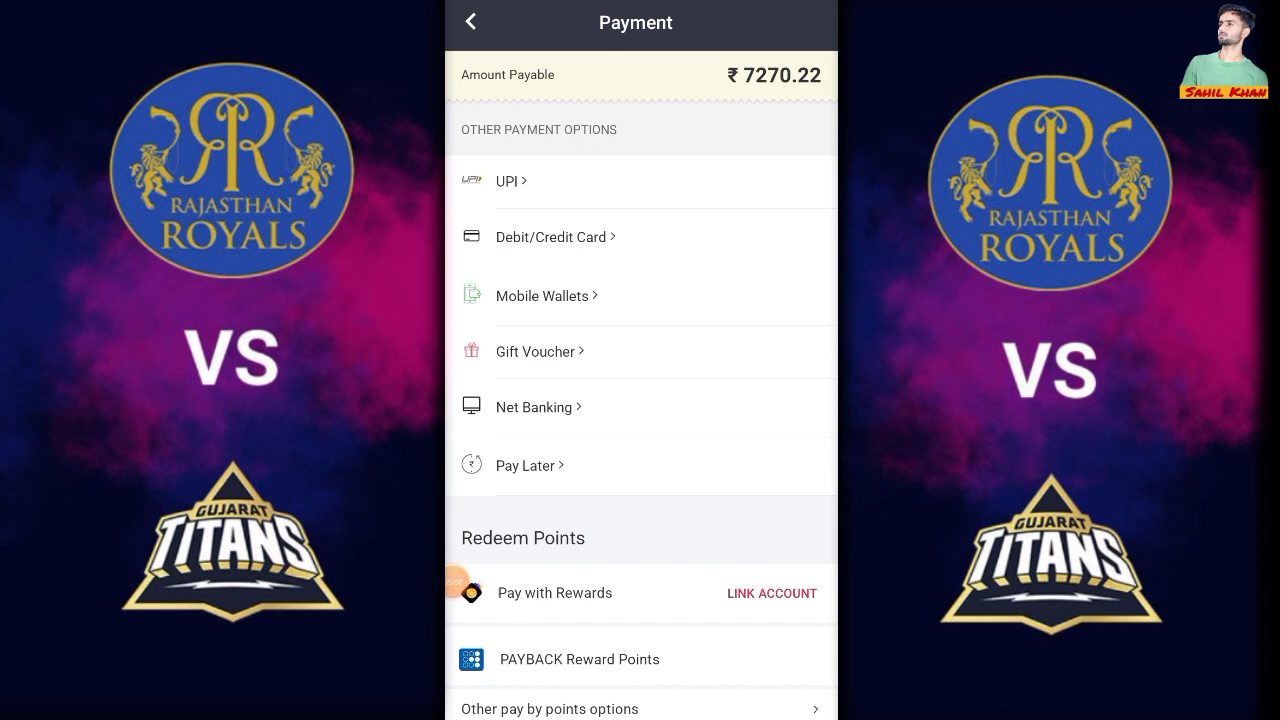 RAJASTHAN
ROYALS
VS
GUJARAT
TITANS
Payment
Amount Payable
₹ 7270.22
OTHER PAYMENT OPTIONS
UPI
UPI >
Debit/Credit Card >
Mobile Wallets >
Gift Voucher >
Net Banking >
₹
Pay Later >
Redeem Points
Pay with Rewards
LINK ACCOUNT
PAYBACK Reward Points
Other pay by points options >
SAHIL KHAN
RAJASTHAN
ROYALS
VS
GUJARAT
TITANS